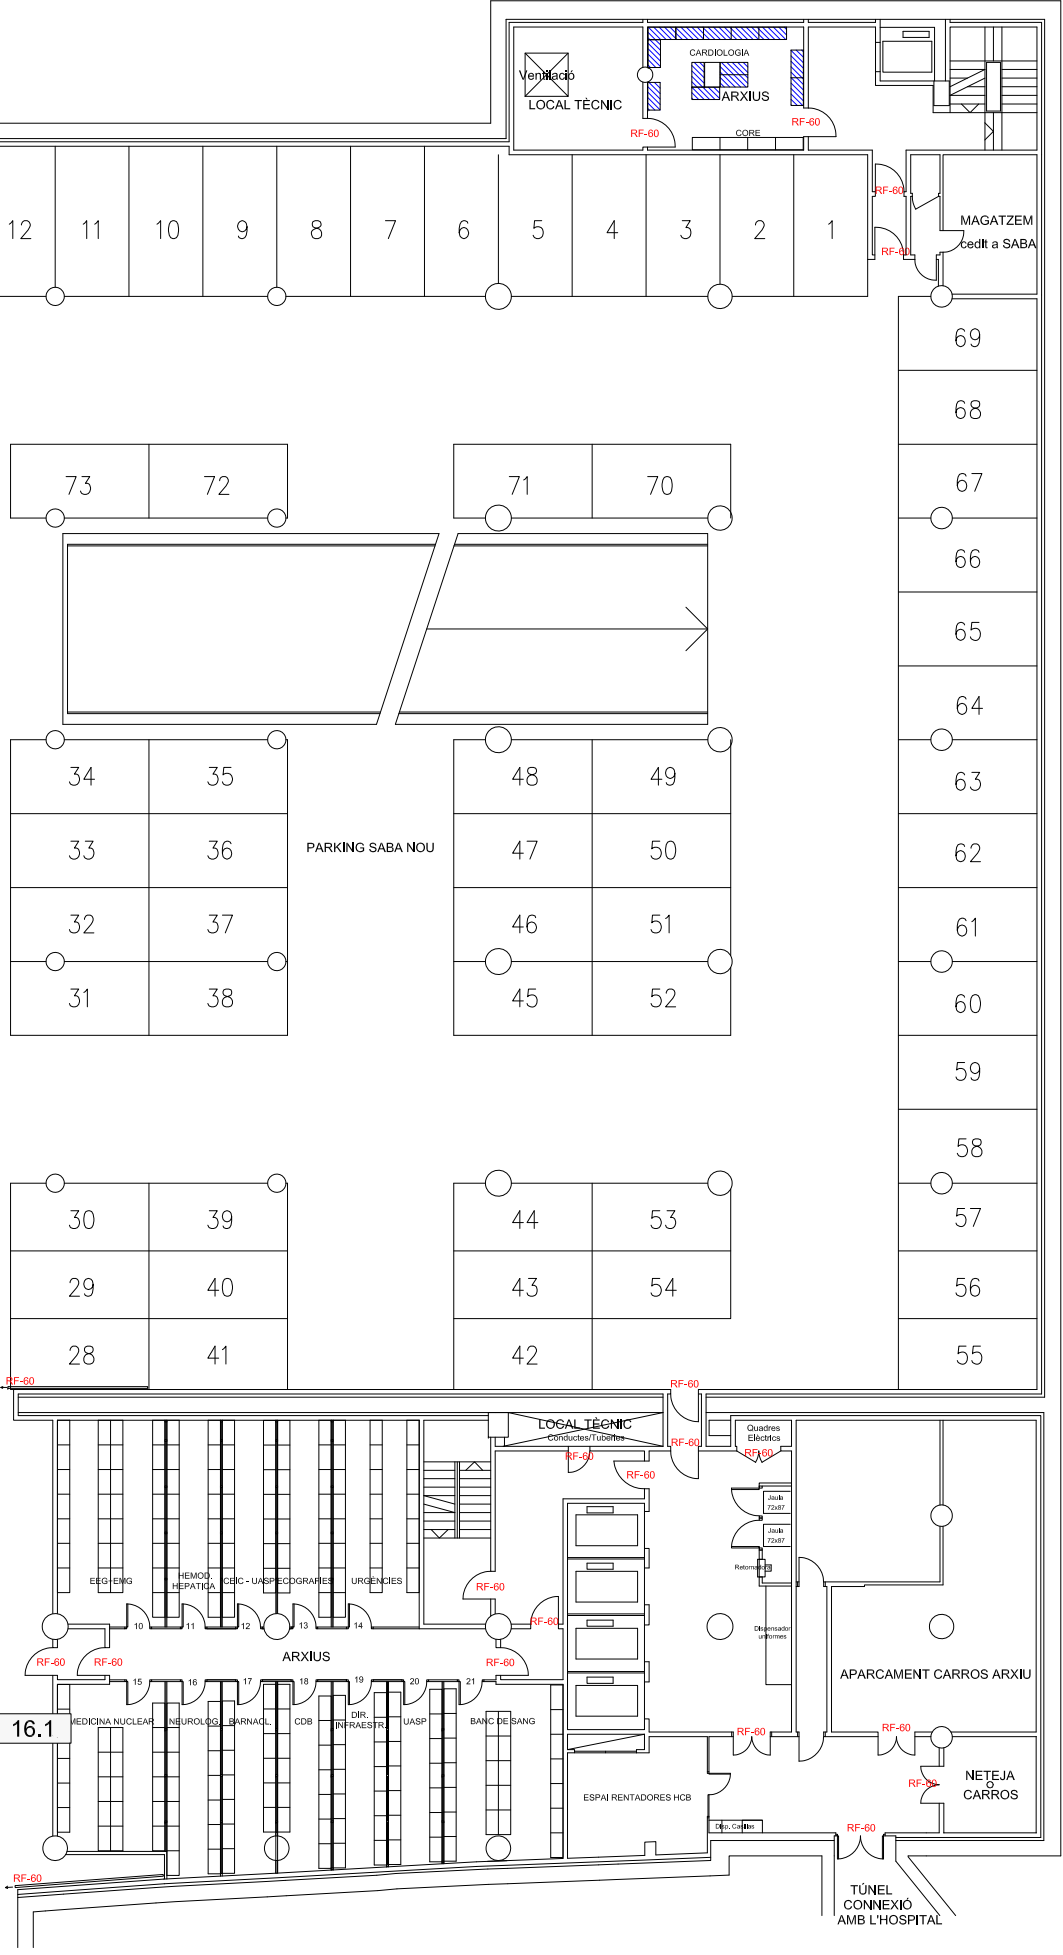 CARDIOLOGIA
Ventilació
ARXIUS
LOCAL TÈCNIC
RF-60
RF-60
CORE
RF-60
MAGATZEM
cedit a SABA
RF-60
12 11 10 9 8 7 6 5 4 3 2 1
69
68
73 72 71 70 67
66
65
64
34 35 48 49 63
33 36 PARKING SABA NOU 47 50 62
32 37 46 51 61
31 38 45 52 60
59
58
30 39 44 53 57
29 40 43 54 56
28 41 42 55
RF-60
RF-60
LOCAL TÈCNIC
Conductes/Tuberies
Quadres
Elèctrics
RF-60
RF-60
RF-60
RF-60
Jaula
72x87
Jaula
72x87
EEG-EMG
HEMOD.
HEPATICA
CEIC - UASP
ECOGRAFIES
URGÈNCIES
RF-60
RF-60
10 11 12 13 14
Dispensador
uniformes
RF-60
RF-60
ARXIUS
RF-60
APARCAMENT CARROS ARXIU
15 16 17 18 19 20 21
16.1
MEDICINA NUCLEAR
NEUROLOG.
BARNACL.
CDB
DIR.
INFRAESTR.
UASP
BANC DE SANG
RF-60
RF-60
RF-60
NETEJA
O
CARROS
ESPAI RENTADORES HCB
Disp. Casillas
RF-60
RF-60
TÚNEL
CONNEXIÓ
AMB L'HOSPITAL